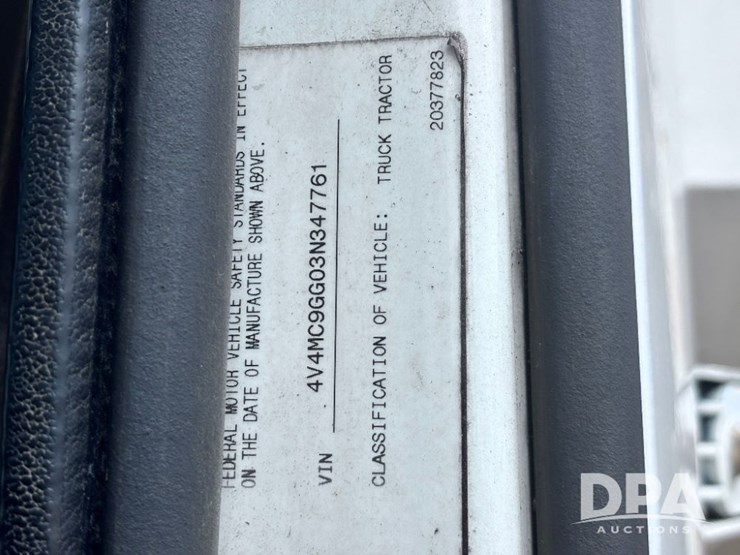 FEDERAL MOTOR VEHICLE SAFETY STANDARDS IN EFFECT
ON THE DATE OF MANUFACTURE SHOWN ABOVE.
VIN 4V4MC9GG03N347761
CLASSIFICATION OF VEHICLE: TRUCK TRACTOR
20377823
DPA
AUCTIONS